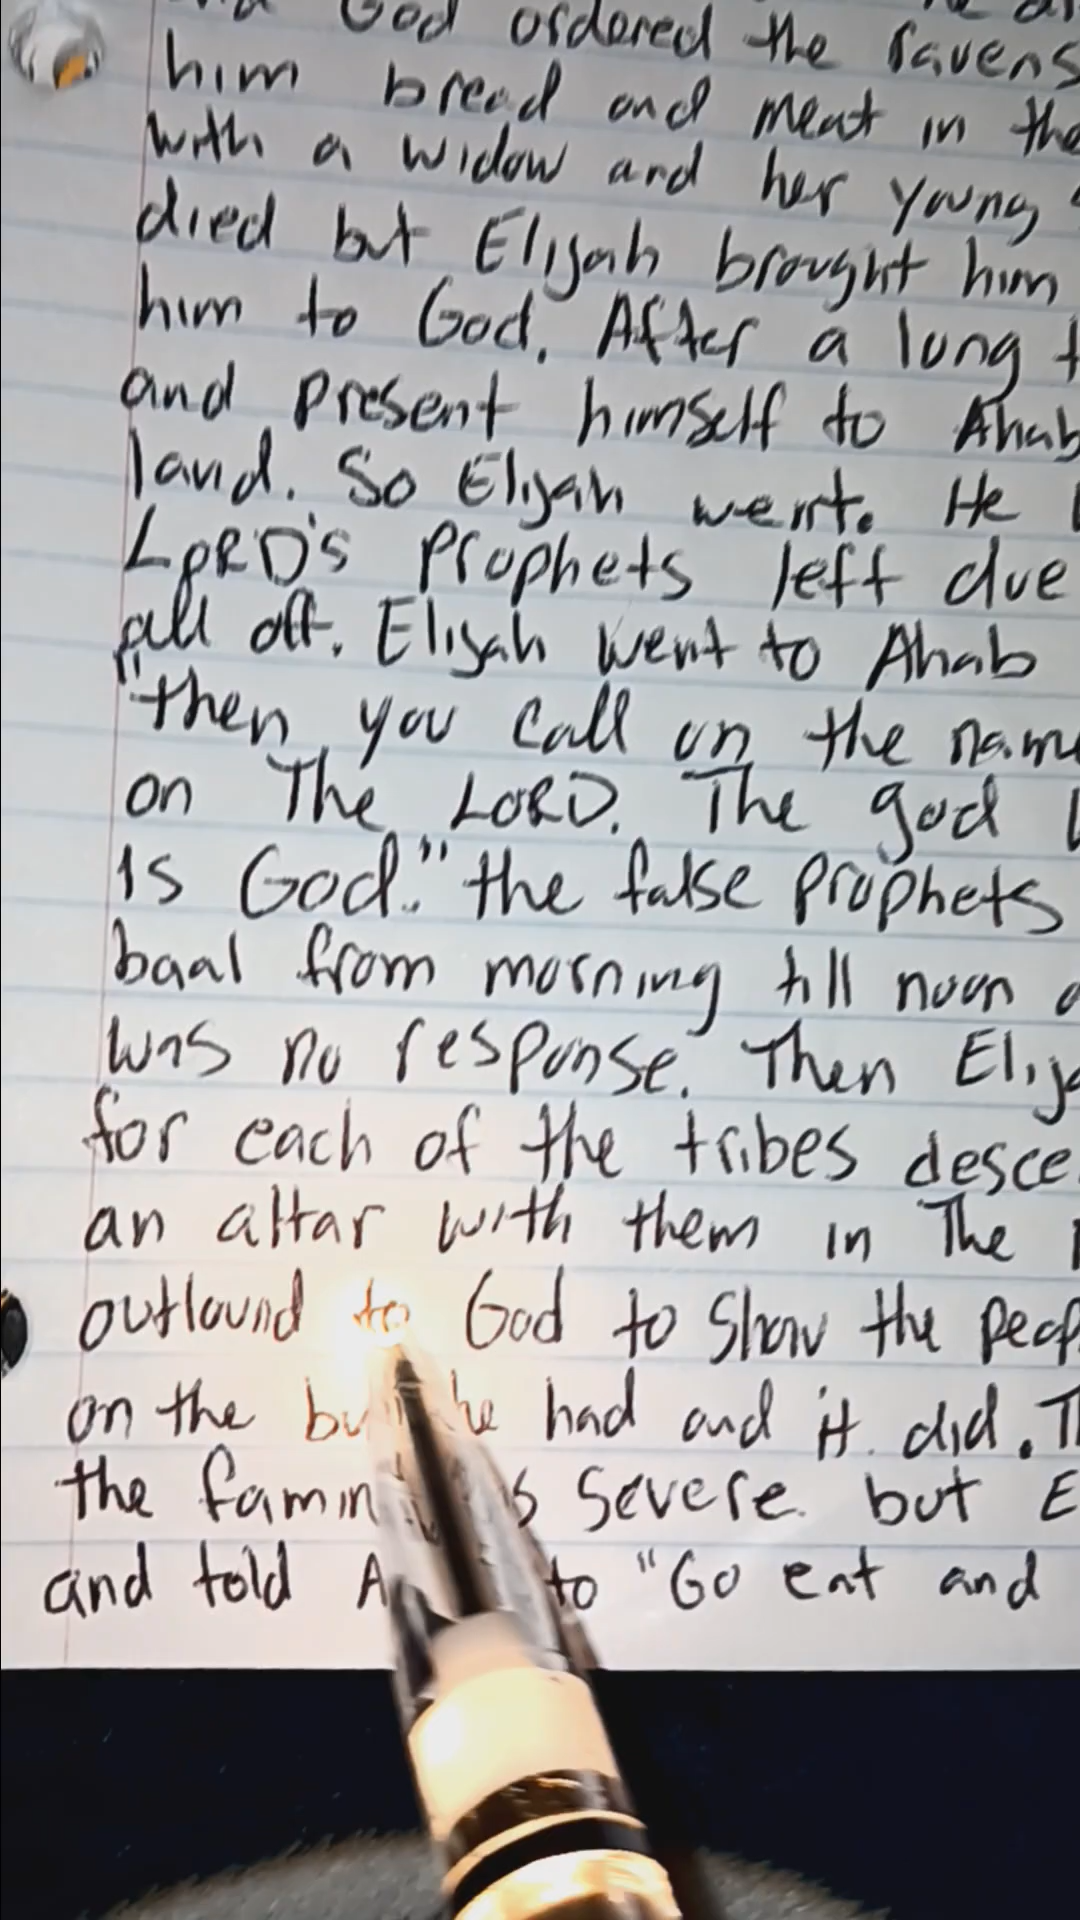 God ordered the ravens
him bread and meat in the
with a widow and her young
died but Elijah brought him
him to God. After a long
and present himself to Ahab
land. So Elijah went. He
LORD's prophets left due
all off. Elijah went to Ahab
"then you call on the name
on The LORD. The god
is God." the false prophets
baal from morning till noon
was no response. Then
for each of the tribes
an altar with them in The
outlound to God to show the
on the he had and it did.
the severe but
and told to "Go eat and